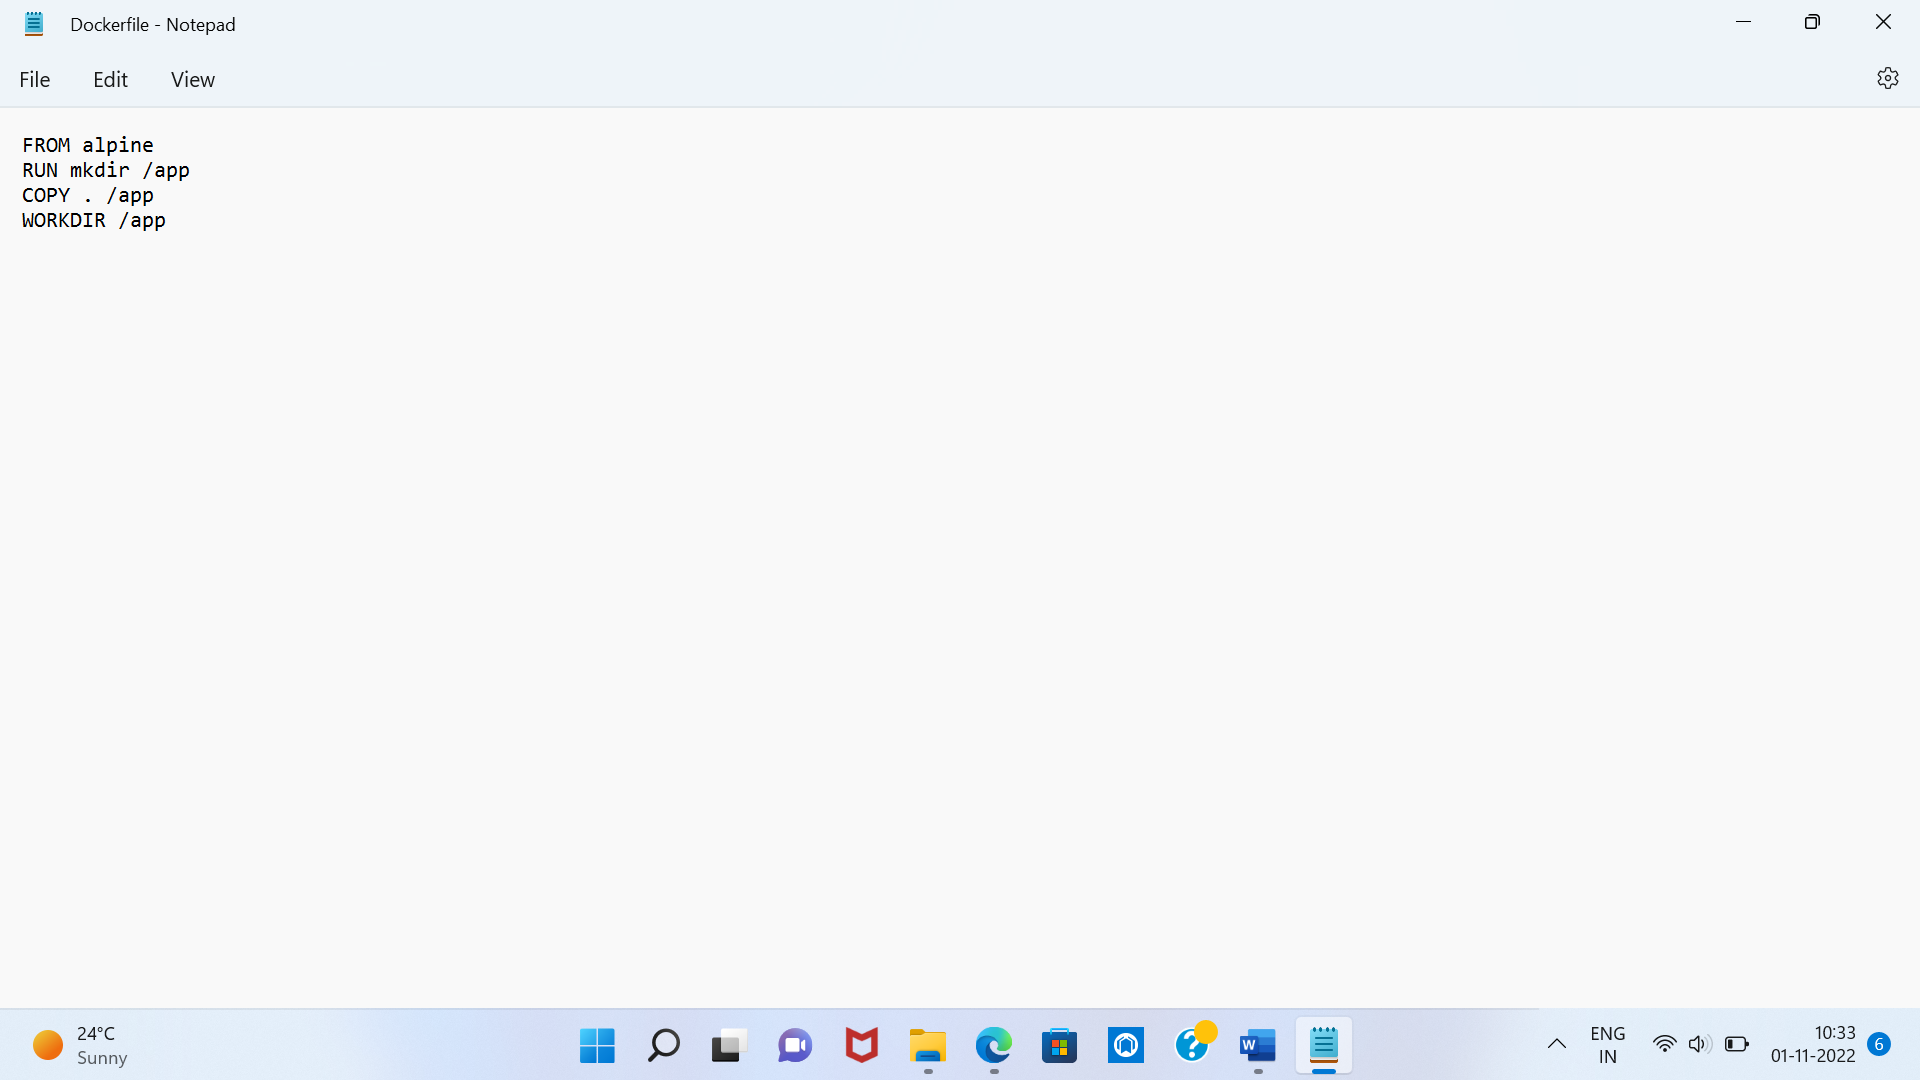 Dockerfile - Notepad
File Edit View
FROM alpine
RUN mkdir /app
COPY . /app
WORKDIR /app
24°C
Sunny
W
ENG
IN
10:33
01-11-2022
6